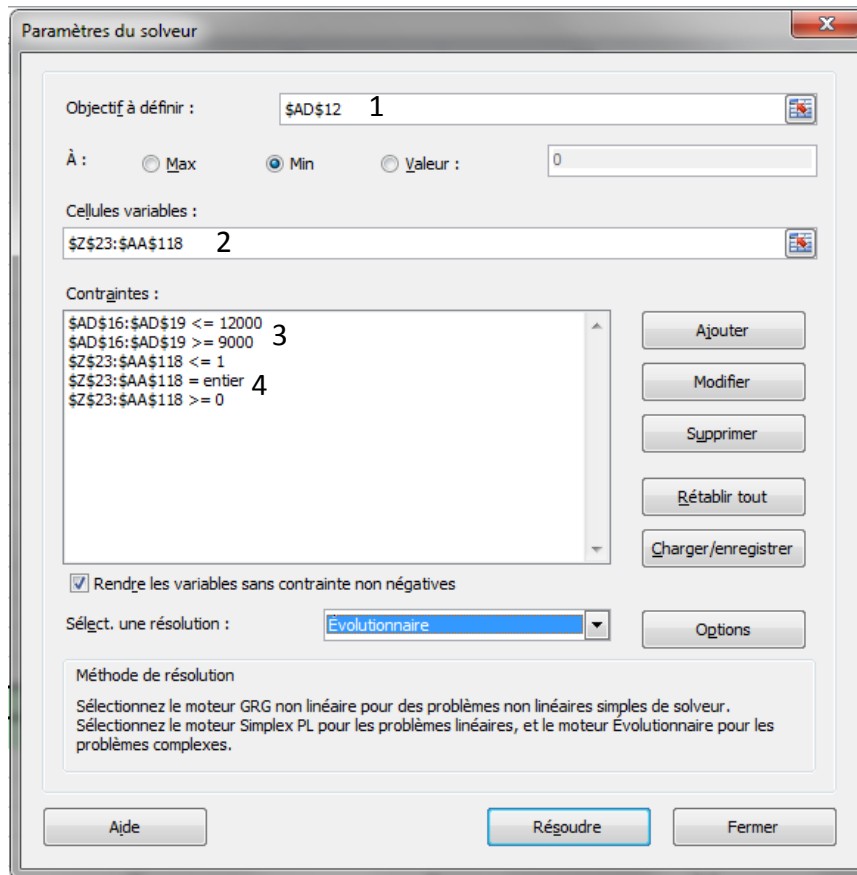 Paramètres du solveur
Objectif à définir : $AD$12 1
À : Max Min Valeur : 0
Cellules variables :
$Z$23:$AA$118 2
Contraintes :
$AD$16:$AD$19 <= 12000
$AD$16:$AD$19 >= 9000 3
$Z$23:$AA$118 <= 1
$Z$23:$AA$118 = entier 4
$Z$23:$AA$118 >= 0
Ajouter
Modifier
Supprimer
Rétablir tout
Charger/enregistrer
Rendre les variables sans contrainte non négatives
Sélect. une résolution : Évolutionnaire
Options
Méthode de résolution
Sélectionnez le moteur GRG non linéaire pour des problèmes non linéaires simples de solveur.
Sélectionnez le moteur Simplex PL pour les problèmes linéaires, et le moteur Évolutionnaire pour les
problèmes complexes.
Aide Résoudre Fermer